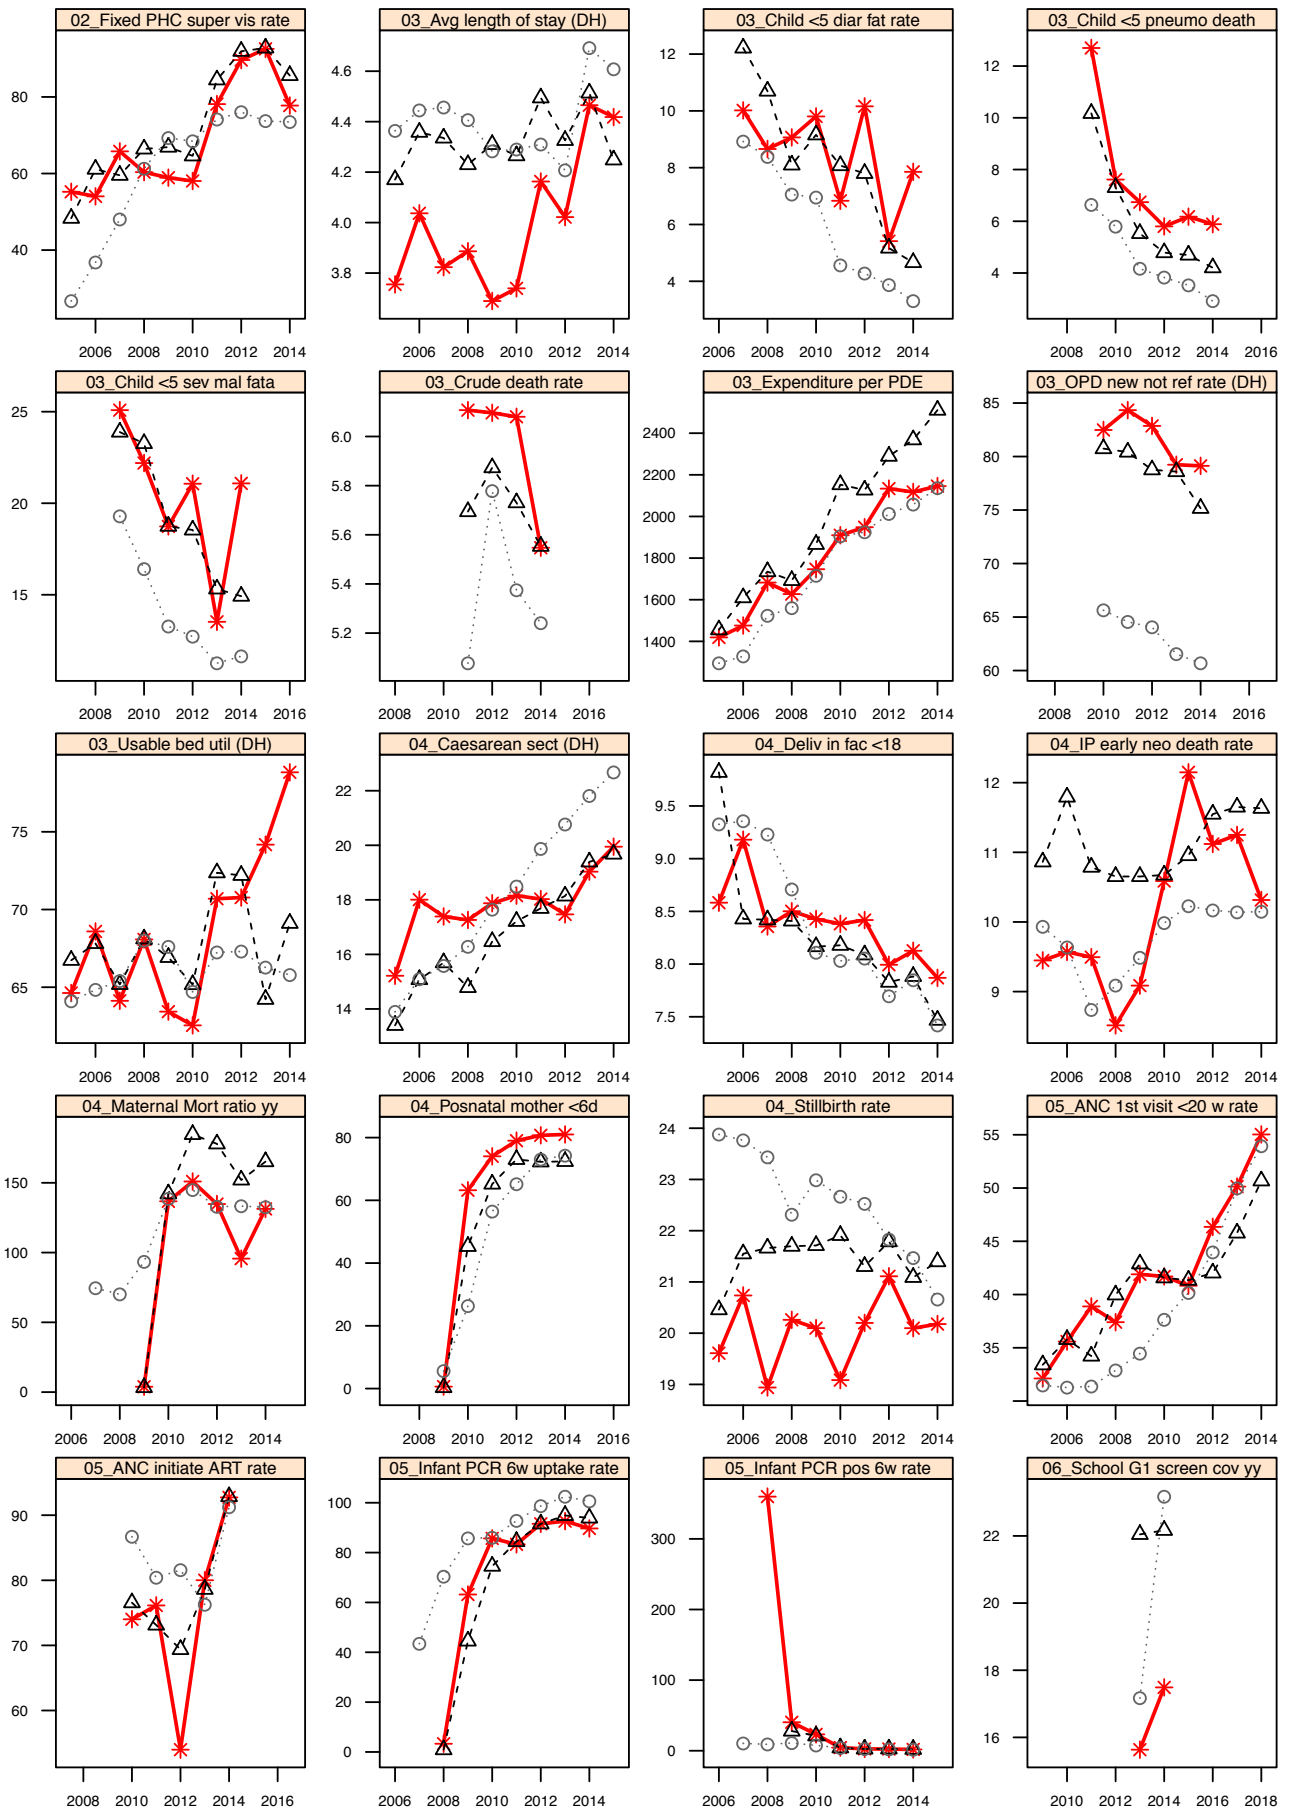 02_Fixed PHC super vis rate
03_Avg length of stay (DH)
03_Child <5 diar fat rate
03_Child <5 pneumo death
80
60
40
2006 2008 2010 2012 2014
4.6
4.4
4.2
4.0
3.8
2006 2008 2010 2012 2014
12
10
8
6
4
2006 2008 2010 2012 2014
12
10
8
6
4
2008 2010 2012 2014 2016
03_Child <5 sev mal fata
03_Crude death rate
03_Expenditure per PDE
03_OPD new not ref rate (DH)
25
20
15
2008 2010 2012 2014 2016
6.0
5.8
5.6
5.4
5.2
2008 2010 2012 2014 2016
2400
2200
2000
1800
1600
1400
2006 2008 2010 2012 2014
85
80
75
70
65
60
2008 2010 2012 2014 2016
03_Usable bed util (DH)
04_Caesarean sect (DH)
04_Deliv in fac <18
04_IP early neo death rate
75
70
65
2006 2008 2010 2012 2014
22
20
18
16
14
2006 2008 2010 2012 2014
9.5
9.0
8.5
8.0
7.5
2006 2008 2010 2012 2014
12
11
10
9
2006 2008 2010 2012 2014
04_Maternal Mort ratio yy
04_Posnatal mother <6d
04_Stillbirth rate
05_ANC 1st visit <20 w rate
150
100
50
0
2006 2008 2010 2012 2014
80
60
40
20
0
2008 2010 2012 2014 2016
24
23
22
21
20
19
2006 2008 2010 2012 2014
55
50
45
40
35
2006 2008 2010 2012 2014
05_ANC initiate ART rate
05_Infant PCR 6w uptake rate
05_Infant PCR pos 6w rate
06_School G1 screen cov yy
90
80
70
60
2008 2010 2012 2014 2016
100
80
60
40
20
0
2006 2008 2010 2012 2014
300
200
100
0
2006 2008 2010 2012 2014
22
20
18
16
2010 2012 2014 2016 2018